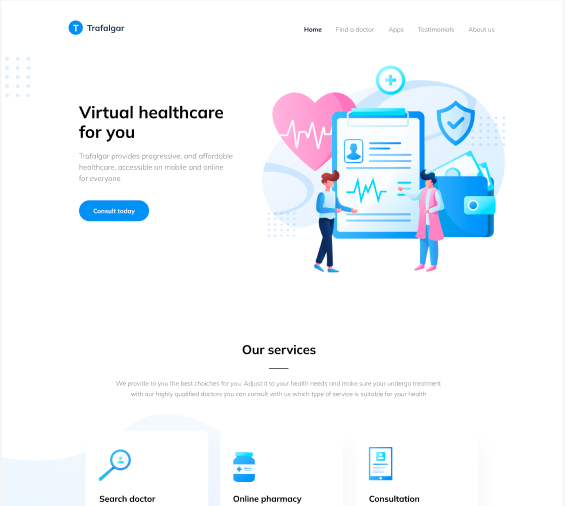 T Trafalgar
Home Find a doctor Apps Testimonials About us
Virtual healthcare
for you
Trafalgar provides progressive, and affordable
healthcare, accessible on mobile and online
for everyone
Consult today
Our services
We provide to you the best choiches for you. Adjust it to your health needs and make sure your undergo treatment
with our highly qualified doctors you can consult with us which type of service is suitable for your health
Search doctor Online pharmacy Consultation